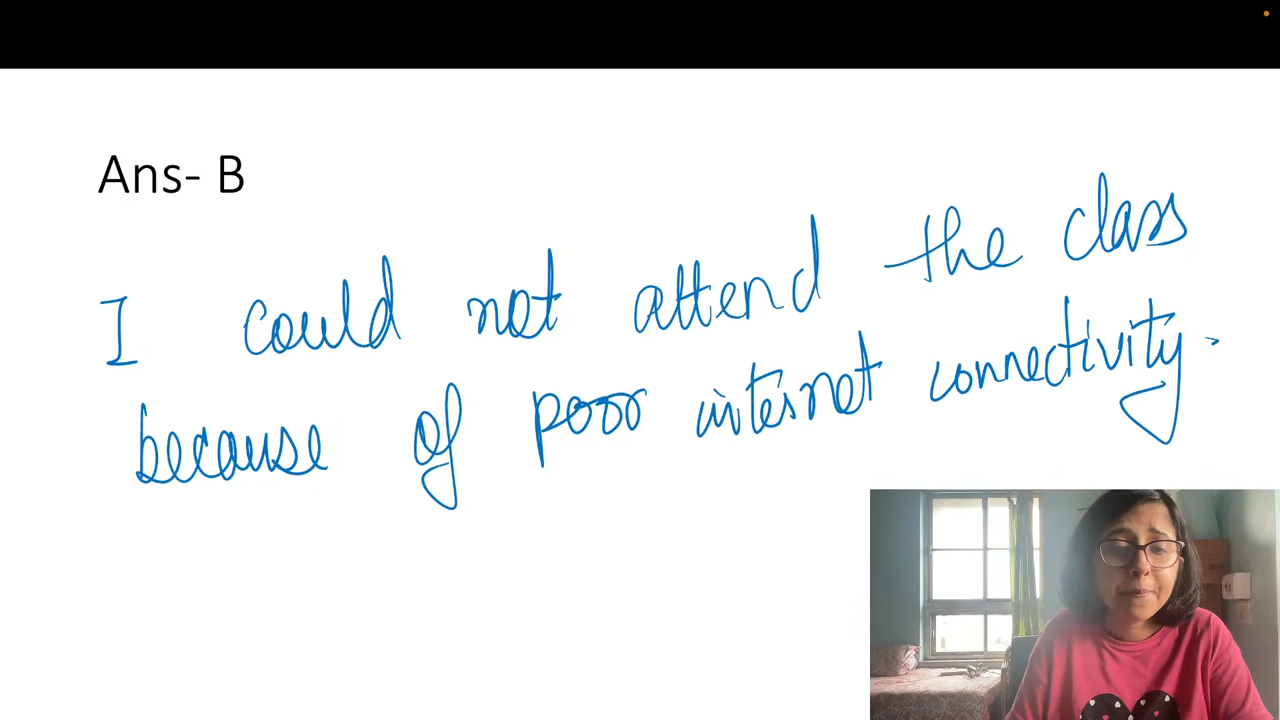 Ans- B
I could not attend the class
because of poor internet connectivity.